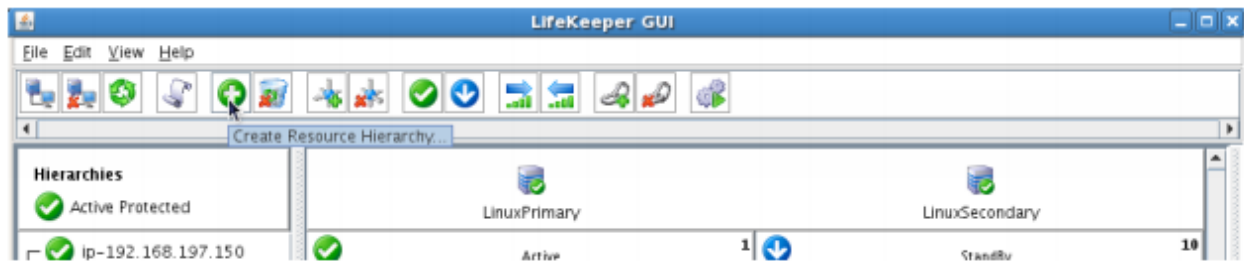 LifeKeeper GUI
File Edit View Help
Create Resource Hierarchy...
Hierarchies
Active Protected
LinuxPrimary
LinuxSecondary
ip-192.168.197.150
Active
1
StandBy
10